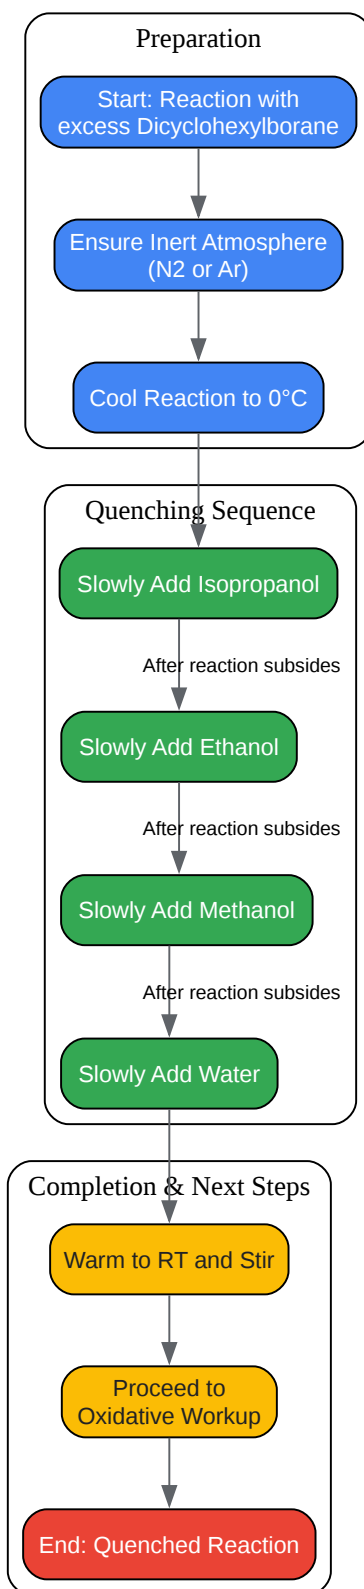 Preparation
Start: Reaction with
excess Dicyclohexylborane
Ensure Inert Atmosphere
(N2 or Ar)
Cool Reaction to 0°C
Quenching Sequence
Slowly Add Isopropanol
After reaction subsides
Slowly Add Ethanol
After reaction subsides
Slowly Add Methanol
After reaction subsides
Slowly Add Water
Completion & Next Steps
Warm to RT and Stir
Proceed to
Oxidative Workup
End: Quenched Reaction